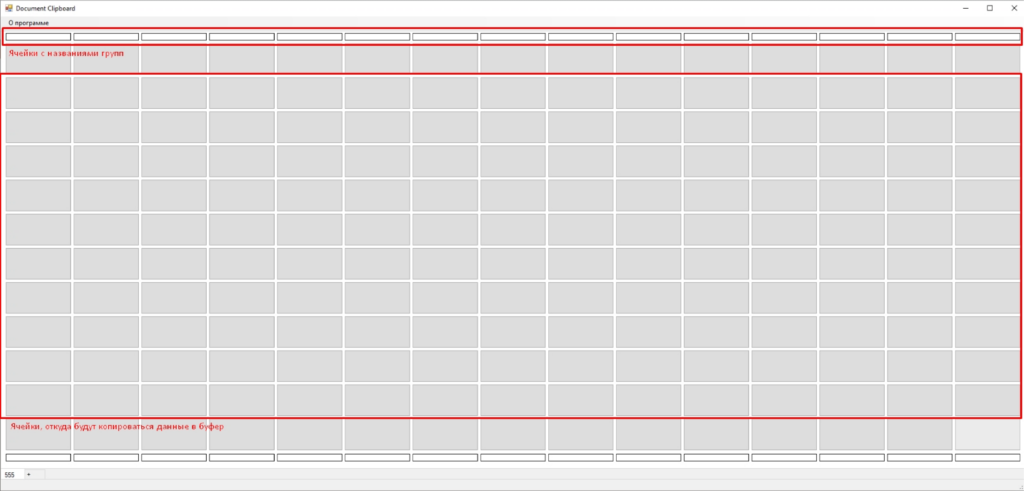 Document Clipboard
О программе
Ячейки с названиями групп
Ячейки, откуда будут копироваться данные в буфер
555 +